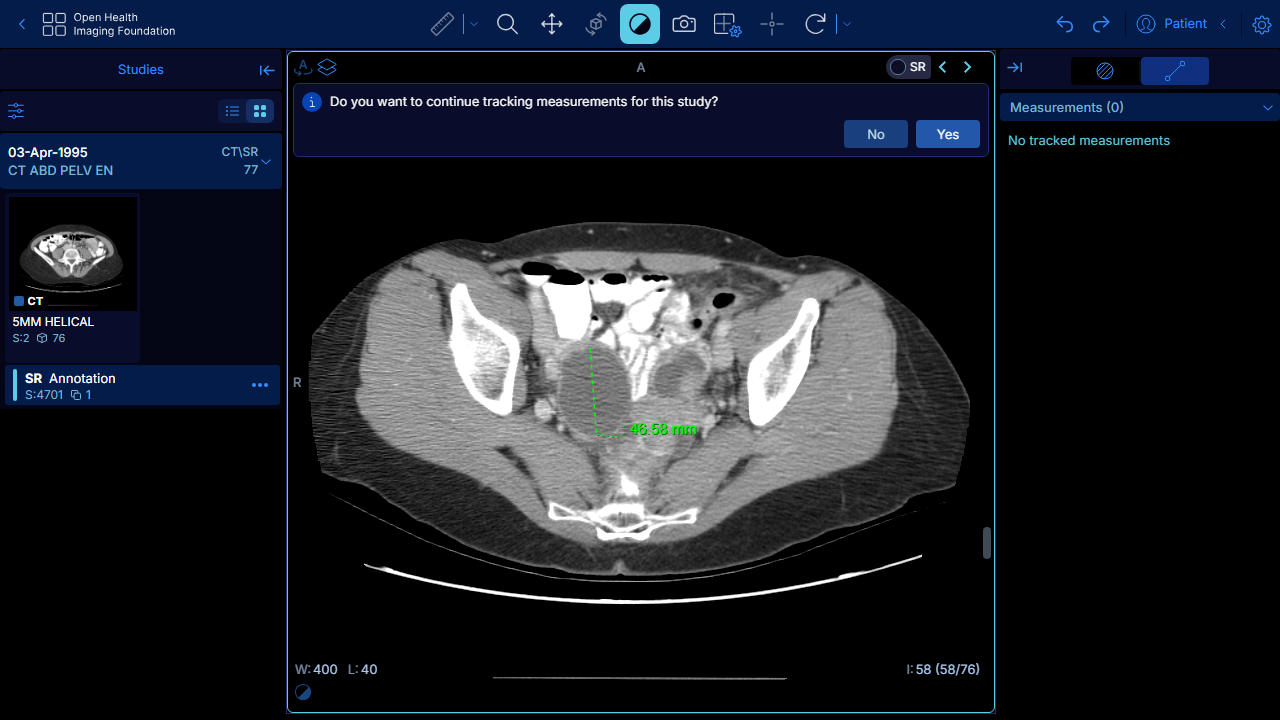 Open Health
Imaging Foundation
Patient
Studies
03-Apr-1995
CT\SR
CT ABD PELV EN
77
CT
5MM HELICAL
S:2 76
SR Annotation
S:4701 1
A
A
SR
Do you want to continue tracking measurements for this study?
No
Yes
R
46.58 mm
W:400 L:40
I:58 (58/76)
Measurements (0)
No tracked measurements